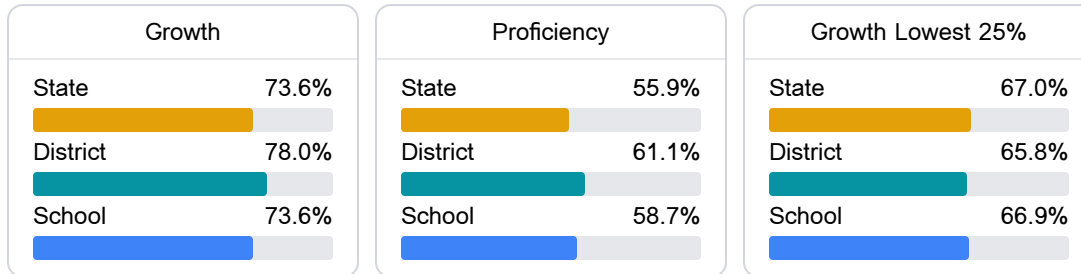 Growth
State 73.6%
District 78.0%
School 73.6%
Proficiency
State 55.9%
District 61.1%
School 58.7%
Growth Lowest 25%
State 67.0%
District 65.8%
School 66.9%